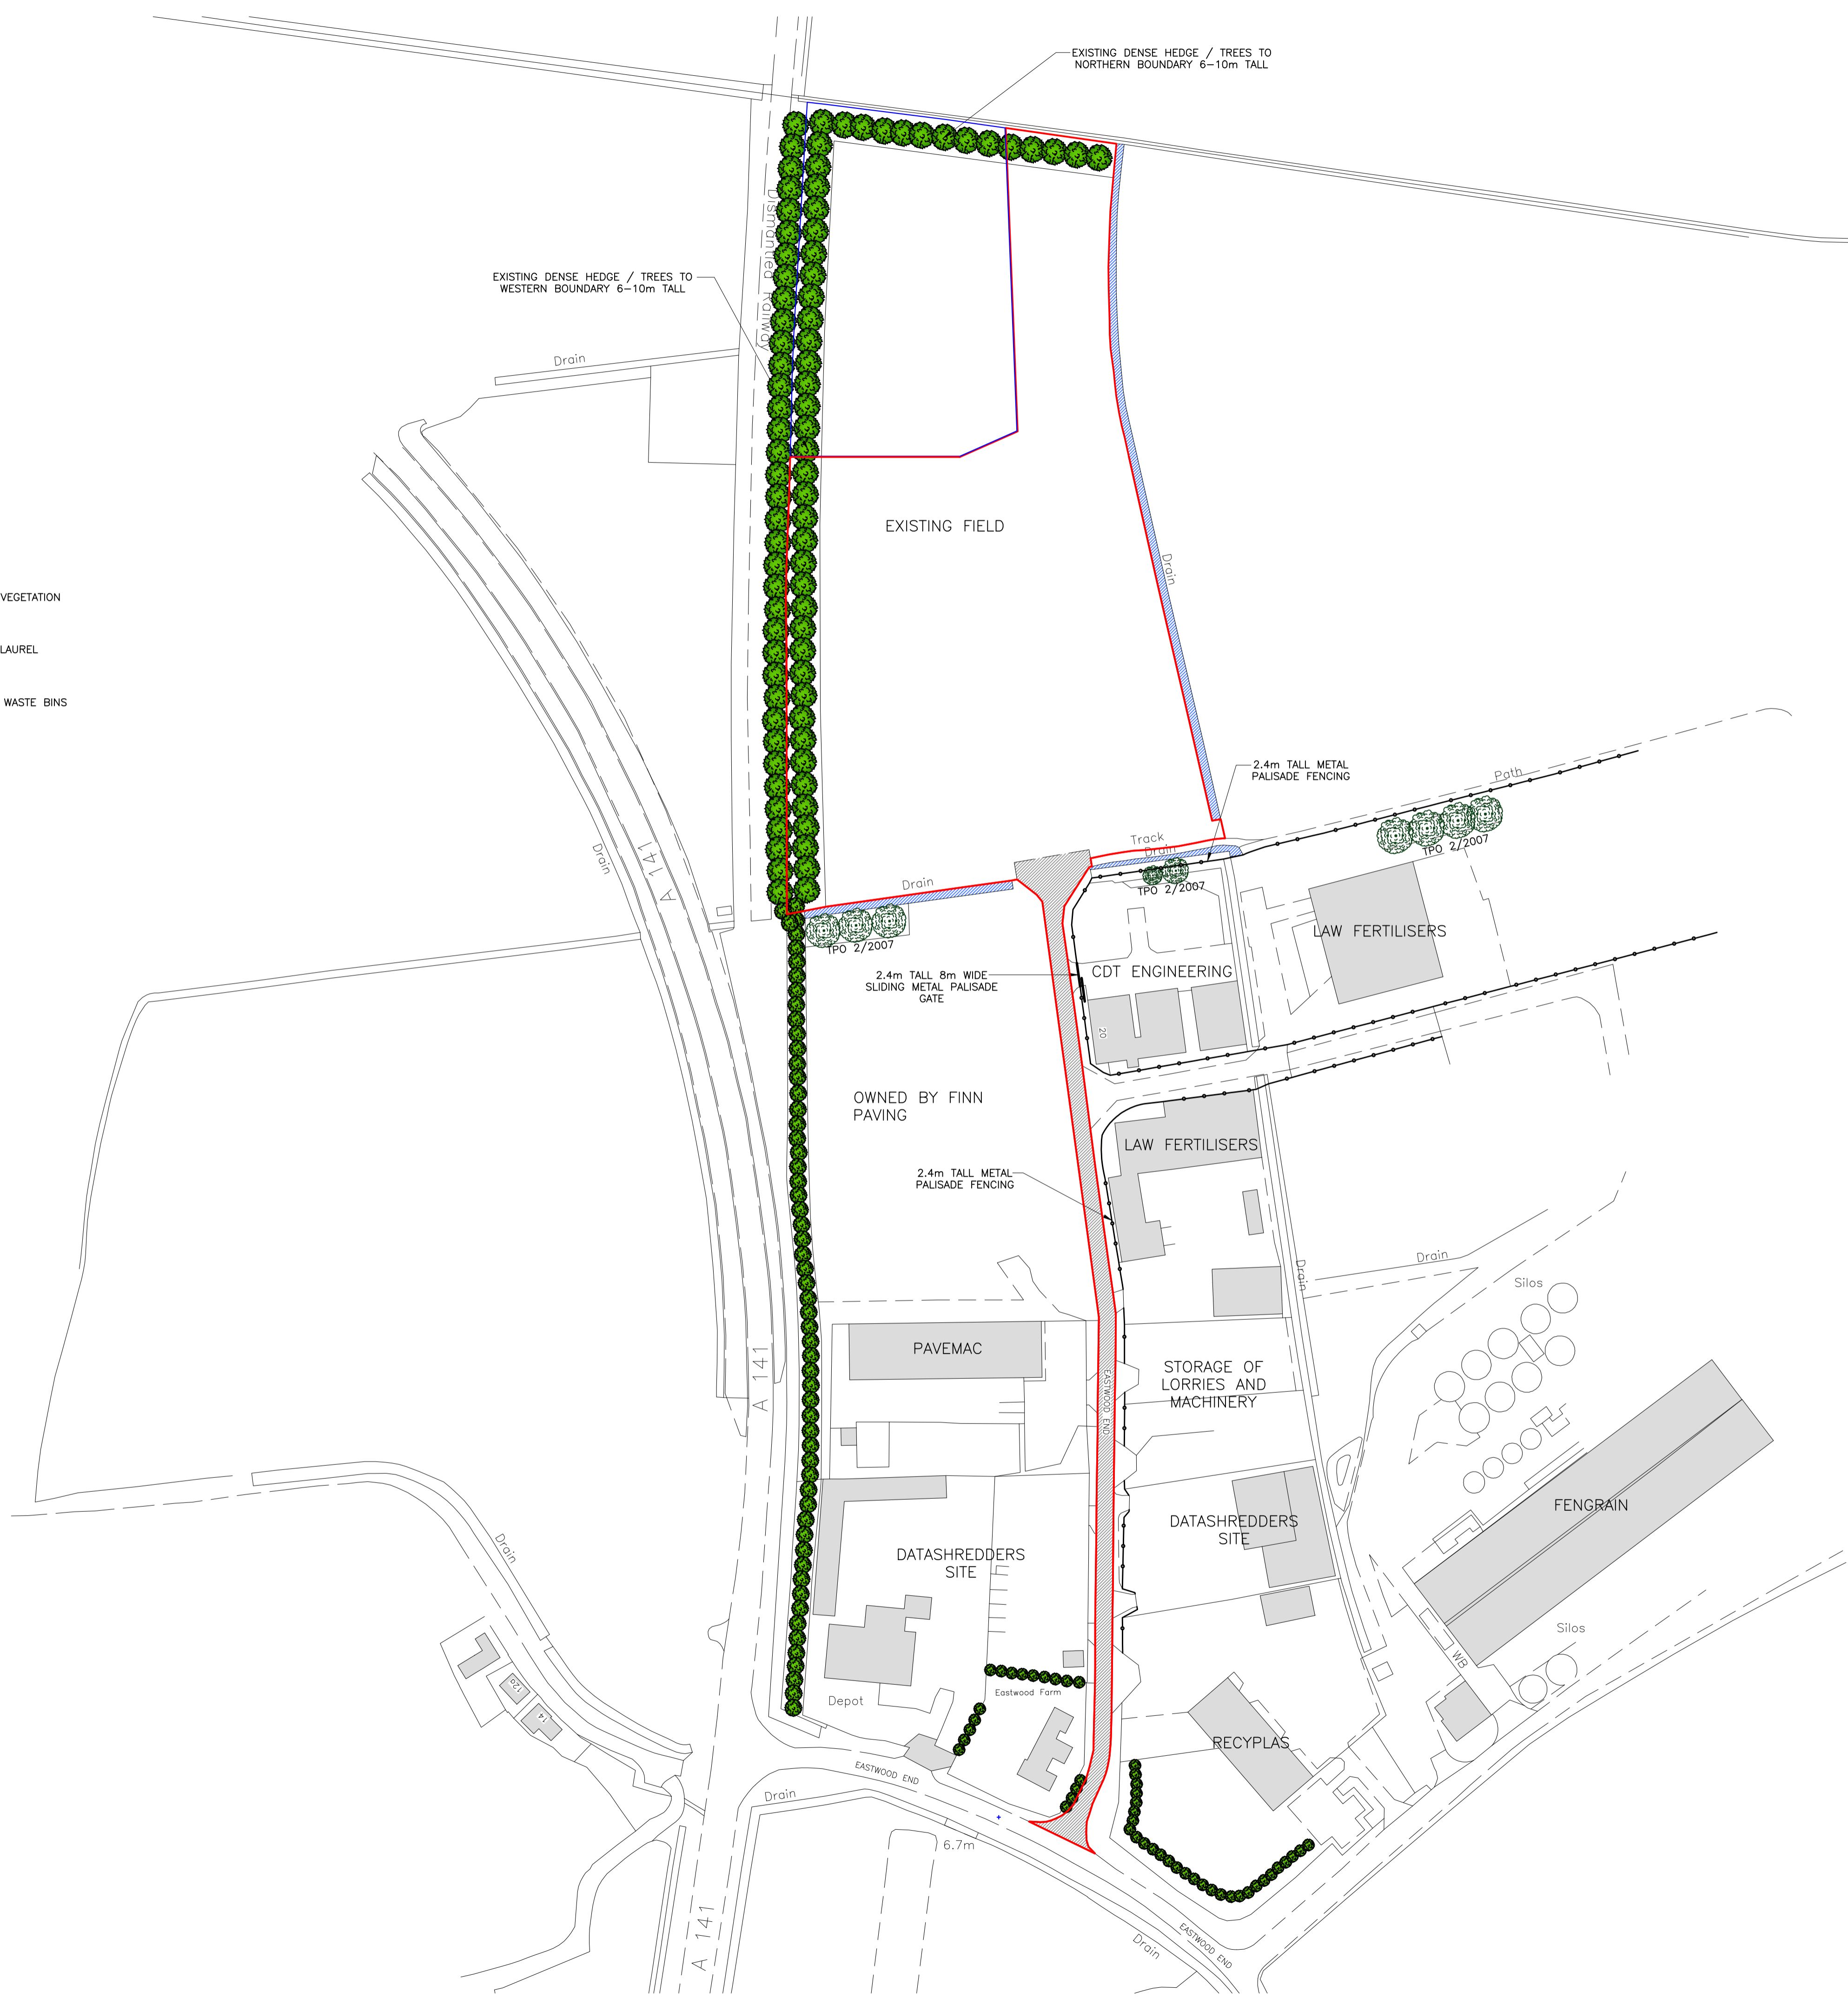 EXISTING DENSE HEDGE / TREES TO
NORTHERN BOUNDARY 6-10m TALL
Dismantled Railway
EXISTING DENSE HEDGE / TREES TO
WESTERN BOUNDARY 6-10m TALL
Drain
EXISTING FIELD
Drain
VEGETATION
LAUREL
WASTE BINS
2.4m TALL METAL
PALISADE FENCING
Path
Track
Drain
TPO 2/2007
TPO 2/2007
A 141
Drain
Drain
TPO 2/2007
LAW FERTILISERS
2.4m TALL 8m WIDE
SLIDING METAL PALISADE
GATE
CDT ENGINEERING
20
OWNED BY FINN
PAVING
LAW FERTILISERS
2.4m TALL METAL
PALISADE FENCING
Drain
Drain
Silos
PAVEMAC
A 141
EASTWOOD END
STORAGE OF
LORRIES AND
MACHINERY
FENGRAIN
DATASHREDDERS
SITE
DATASHREDDERS
SITE
Drain
Silos
WB
12a
14
Depot
Eastwood Farm
RECYPLAS
EASTWOOD END
Drain
6.7m
A 141
Drain
EASTWOOD END